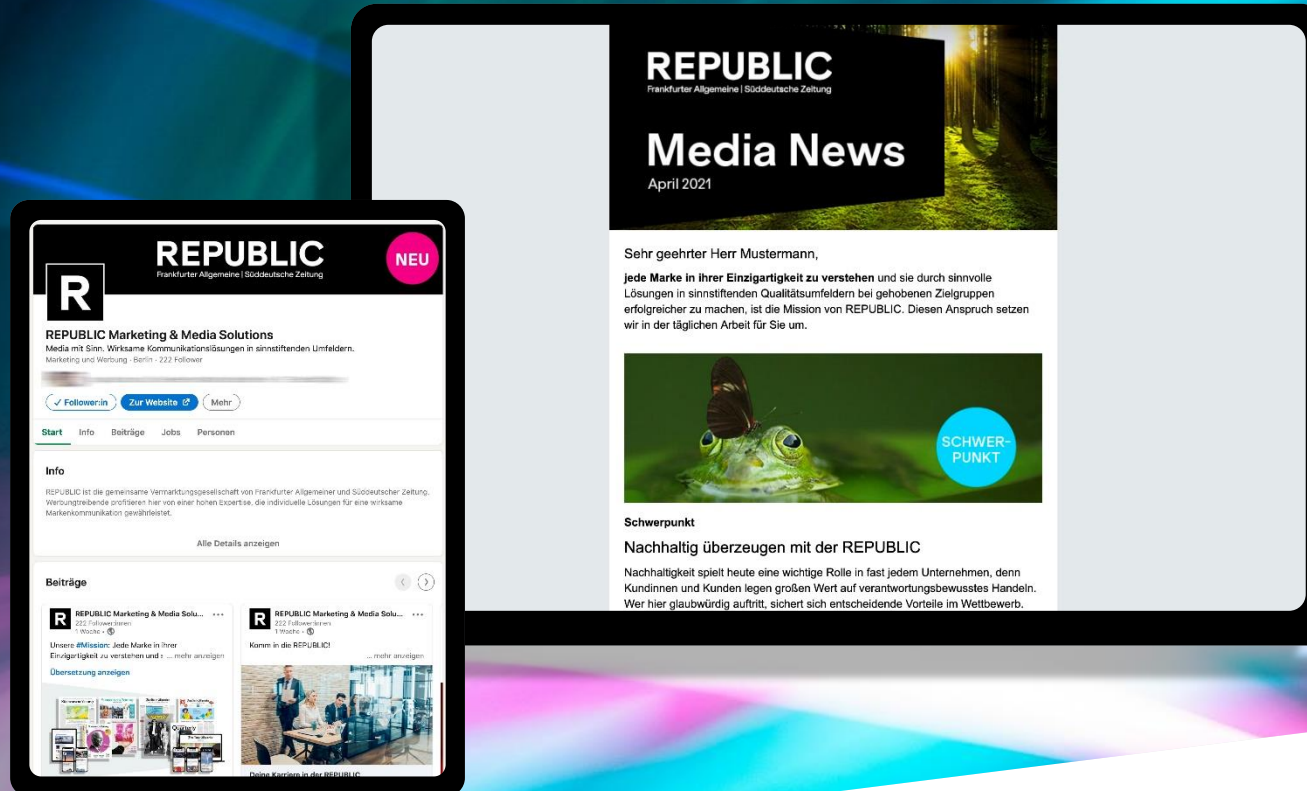 REPUBLIC
Frankfurter Allgemeine | Süddeutsche Zeitung
Media News
April 2021
Sehr geehrter Herr Mustermann,
jede Marke in ihrer Einzigartigkeit zu verstehen und sie durch sinnvolle
Lösungen in sinnstiftenden Qualitätsumfeldern bei gehobenen Zielgruppen
erfolgreicher zu machen, ist die Mission von REPUBLIC. Diesen Anspruch setzen
wir in der täglichen Arbeit für Sie um.
SCHWER-
PUNKT
Schwerpunkt
Nachhaltig überzeugen mit der REPUBLIC
Nachhaltigkeit spielt heute eine wichtige Rolle in fast jedem Unternehmen, denn
Kundinnen und Kunden legen großen Wert auf verantwortungsbewusstes Handeln.
Wer hier glaubwürdig auftritt, sichert sich entscheidende Vorteile im Wettbewerb.
REPUBLIC
Frankfurter Allgemeine | Süddeutsche Zeitung
NEU
R
REPUBLIC Marketing & Media Solutions
Media mit Sinn. Wirksame Kommunikationslösungen in sinnstiftenden Umfeldern.
Marketing und Werbung · Berlin · 222 Follower
✓ Follower:in Zur Website Mehr
Start Info Beiträge Jobs Personen
Info
REPUBLIC ist die gemeinsame Vermarktungsgesellschaft von Frankfurter Allgemeiner und Süddeutscher Zeitung.
Werbungtreibende profitieren hier von einer hohen Expertise, die individuelle Lösungen für eine wirksame
Markenkommunikation gewährleistet.
Alle Details anzeigen
Beiträge
R
REPUBLIC Marketing & Media Solu... •••
222 Follower:innen
1 Woche •
Unsere #Mission: Jede Marke in ihrer
Einzigartigkeit zu verstehen und s ... mehr anzeigen
Übersetzung anzeigen
Quarterly
R
REPUBLIC Marketing & Media Solu... •••
222 Follower:innen
1 Woche •
Komm in die REPUBLIC!
... mehr anzeigen
Deine Karriere in der REPUBLIC